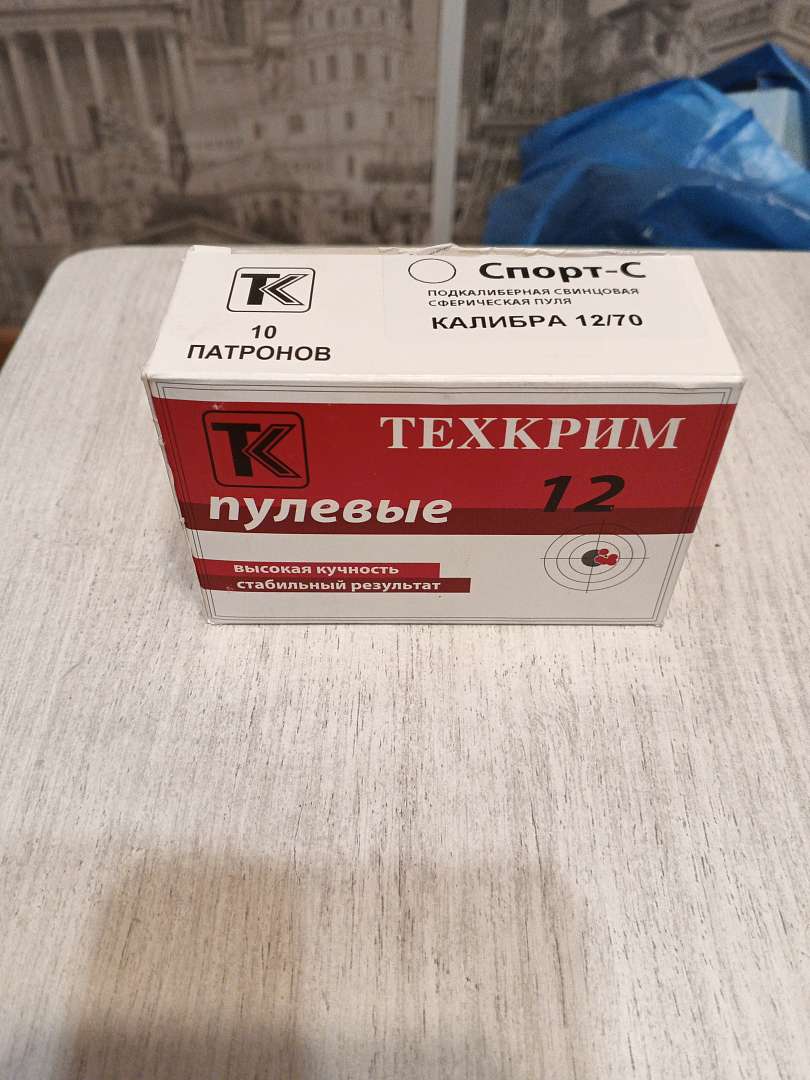 ТК
10
ПАТРОНОВ
Спорт-С
ПОДКАЛИБЕРНАЯ СВИНЦОВАЯ
СФЕРИЧЕСКАЯ ПУЛЯ
КАЛИБРА 12/70
ТК
ТЕХКРИМ
пулевые
12
высокая кучность
стабильный результат